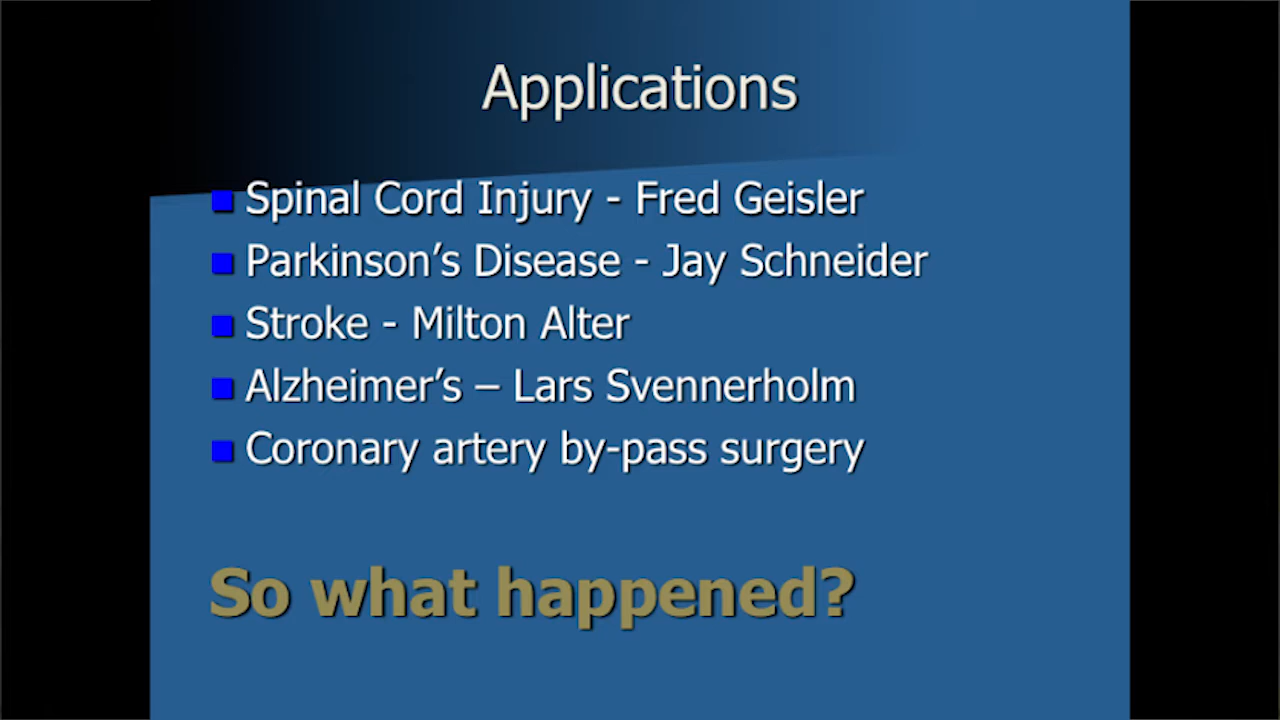 Applications
Spinal Cord Injury - Fred Geisler
Parkinson’s Disease - Jay Schneider
Stroke - Milton Alter
Alzheimer’s – Lars Svennerholm
Coronary artery by-pass surgery
So what happened?